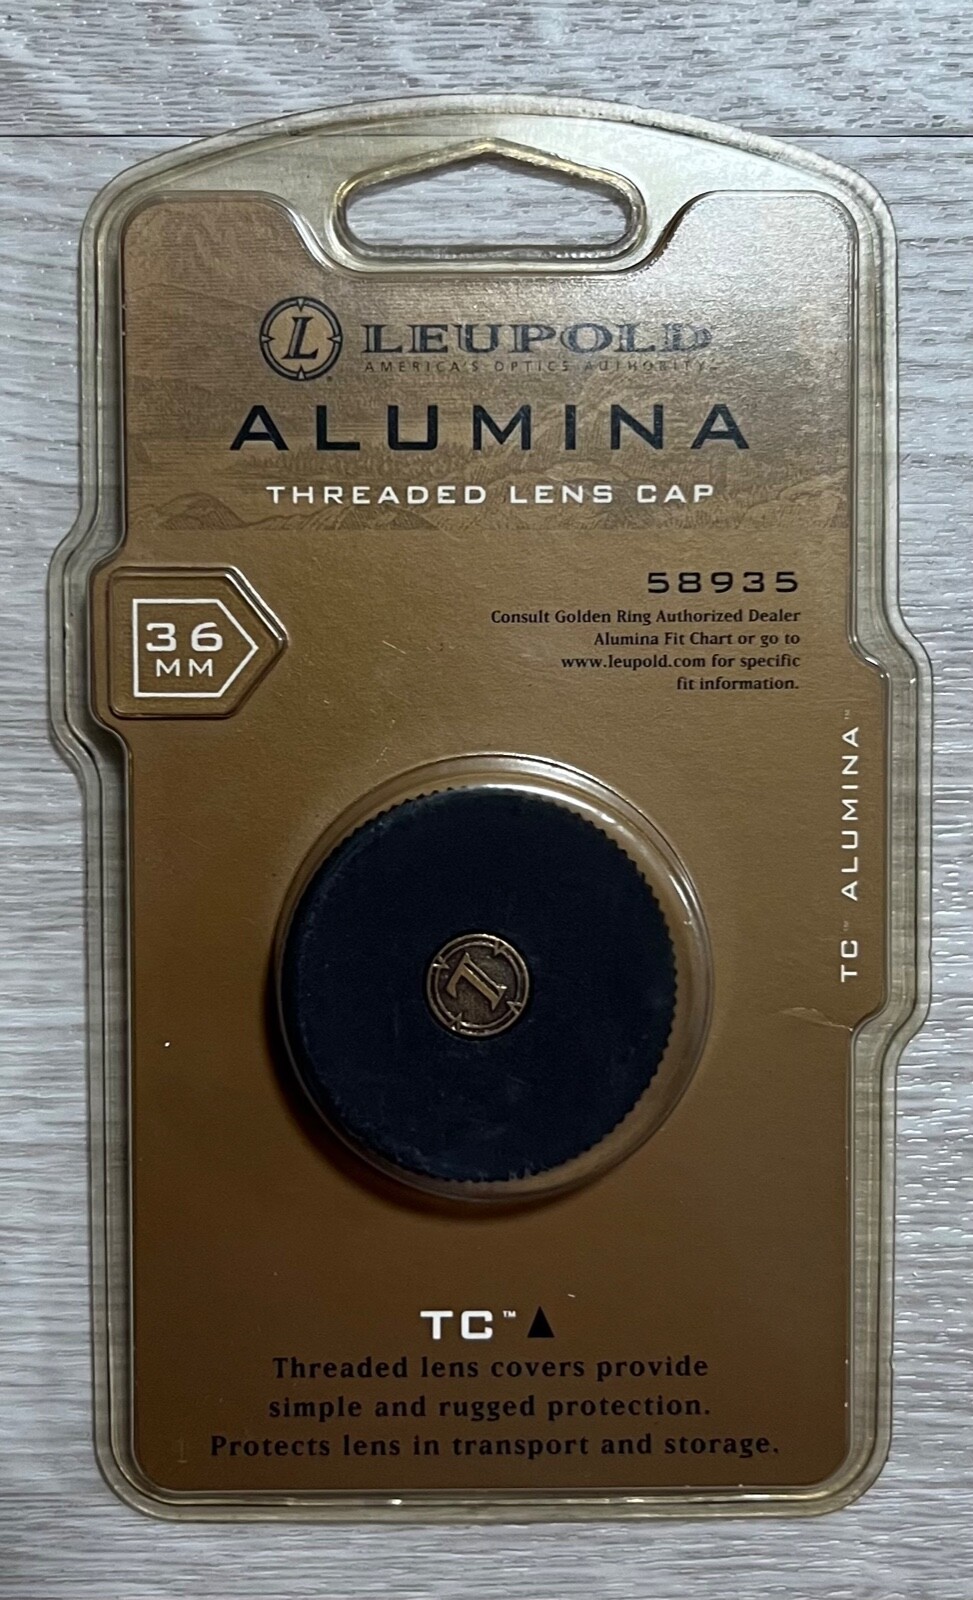 L LEUPOLD
AMERICA'S OPTICS AUTHORITY™
ALUMINA
THREADED LENS CAP
58935
Consult Golden Ring Authorized Dealer
Alumina Fit Chart or go to
www.leupold.com for specific
fit information.
36
MM
TC™ ALUMINA™
L
TC™
Threaded lens covers provide
simple and rugged protection.
Protects lens in transport and storage.